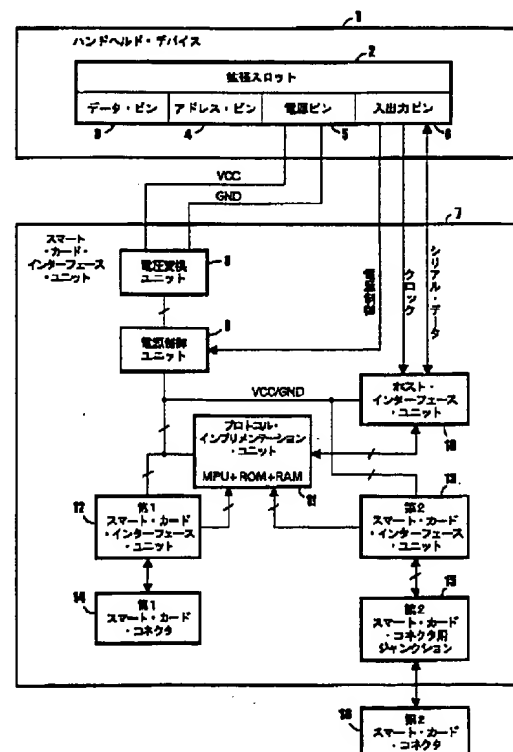 1
ハンドヘルド・デバイス
2
拡張スロット
データ・ピン
アドレス・ピン
電源ピン
入出力ピン
3
4
5
6
VCC
GND
7
スマート
・カード・
インターフェース
・ユニット
電圧変換
ユニット
8
電源制御
クロック
シリアル・データ
電源制御
ユニット
9
VCC/GND
ホスト・
インターフェース・
ユニット
10
プロトコル・
インプリメンテーション・
ユニット
MPU+ROM+RAM
11
12
第1
スマート・カード
・インターフェース
・ユニット
13
第2
スマート・カード
・インターフェース
・ユニット
14
第1
スマート・カード
・コネクタ
15
第2
スマート・カード
・コネクタ用
ジャンクション
16
第2
スマート・カード
・コネクタ